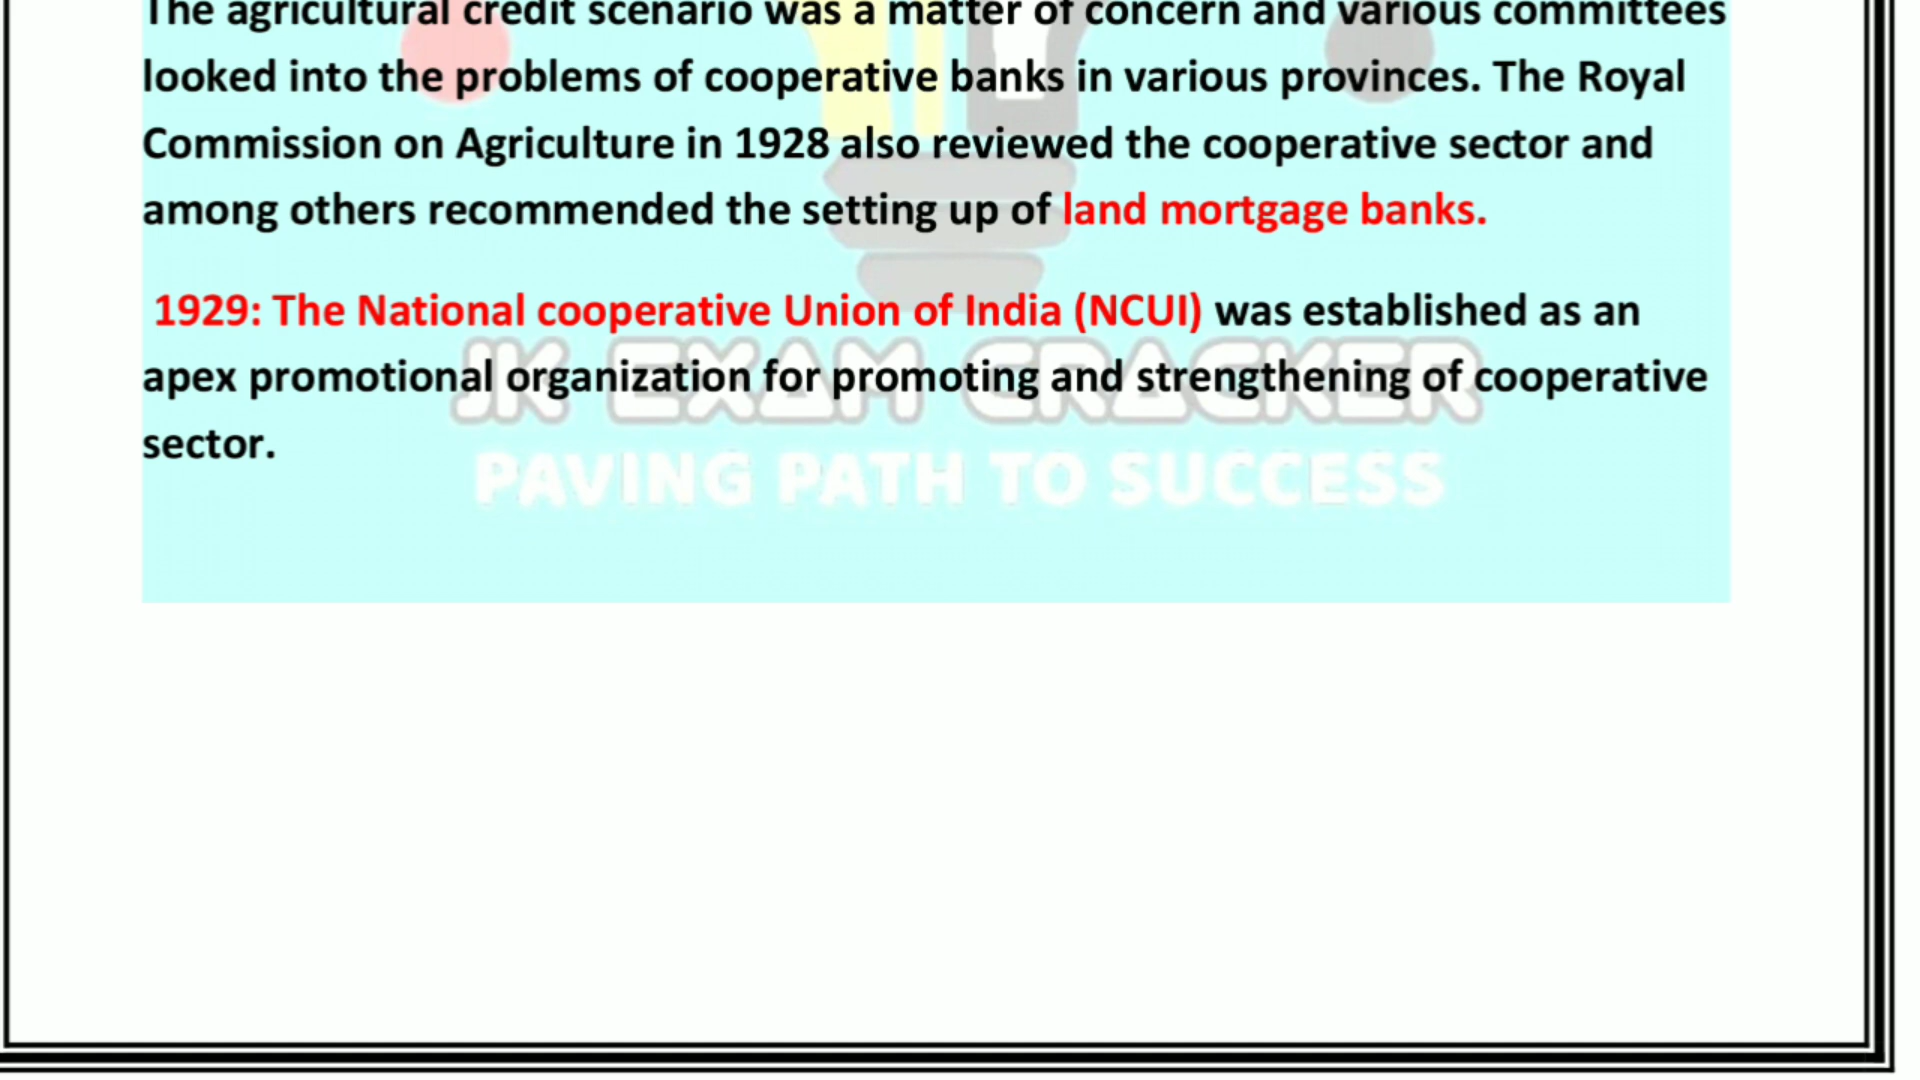 The agricultural credit scenario was a matter of concern and various committees
looked into the problems of cooperative banks in various provinces. The Royal
Commission on Agriculture in 1928 also reviewed the cooperative sector and
among others recommended the setting up of land mortgage banks.
1929: The National cooperative Union of India (NCUI) was established as an
apex promotional organization for promoting and strengthening of cooperative
JK EXAM CRACKER
sector.
PAVING PATH TO SUCCESS